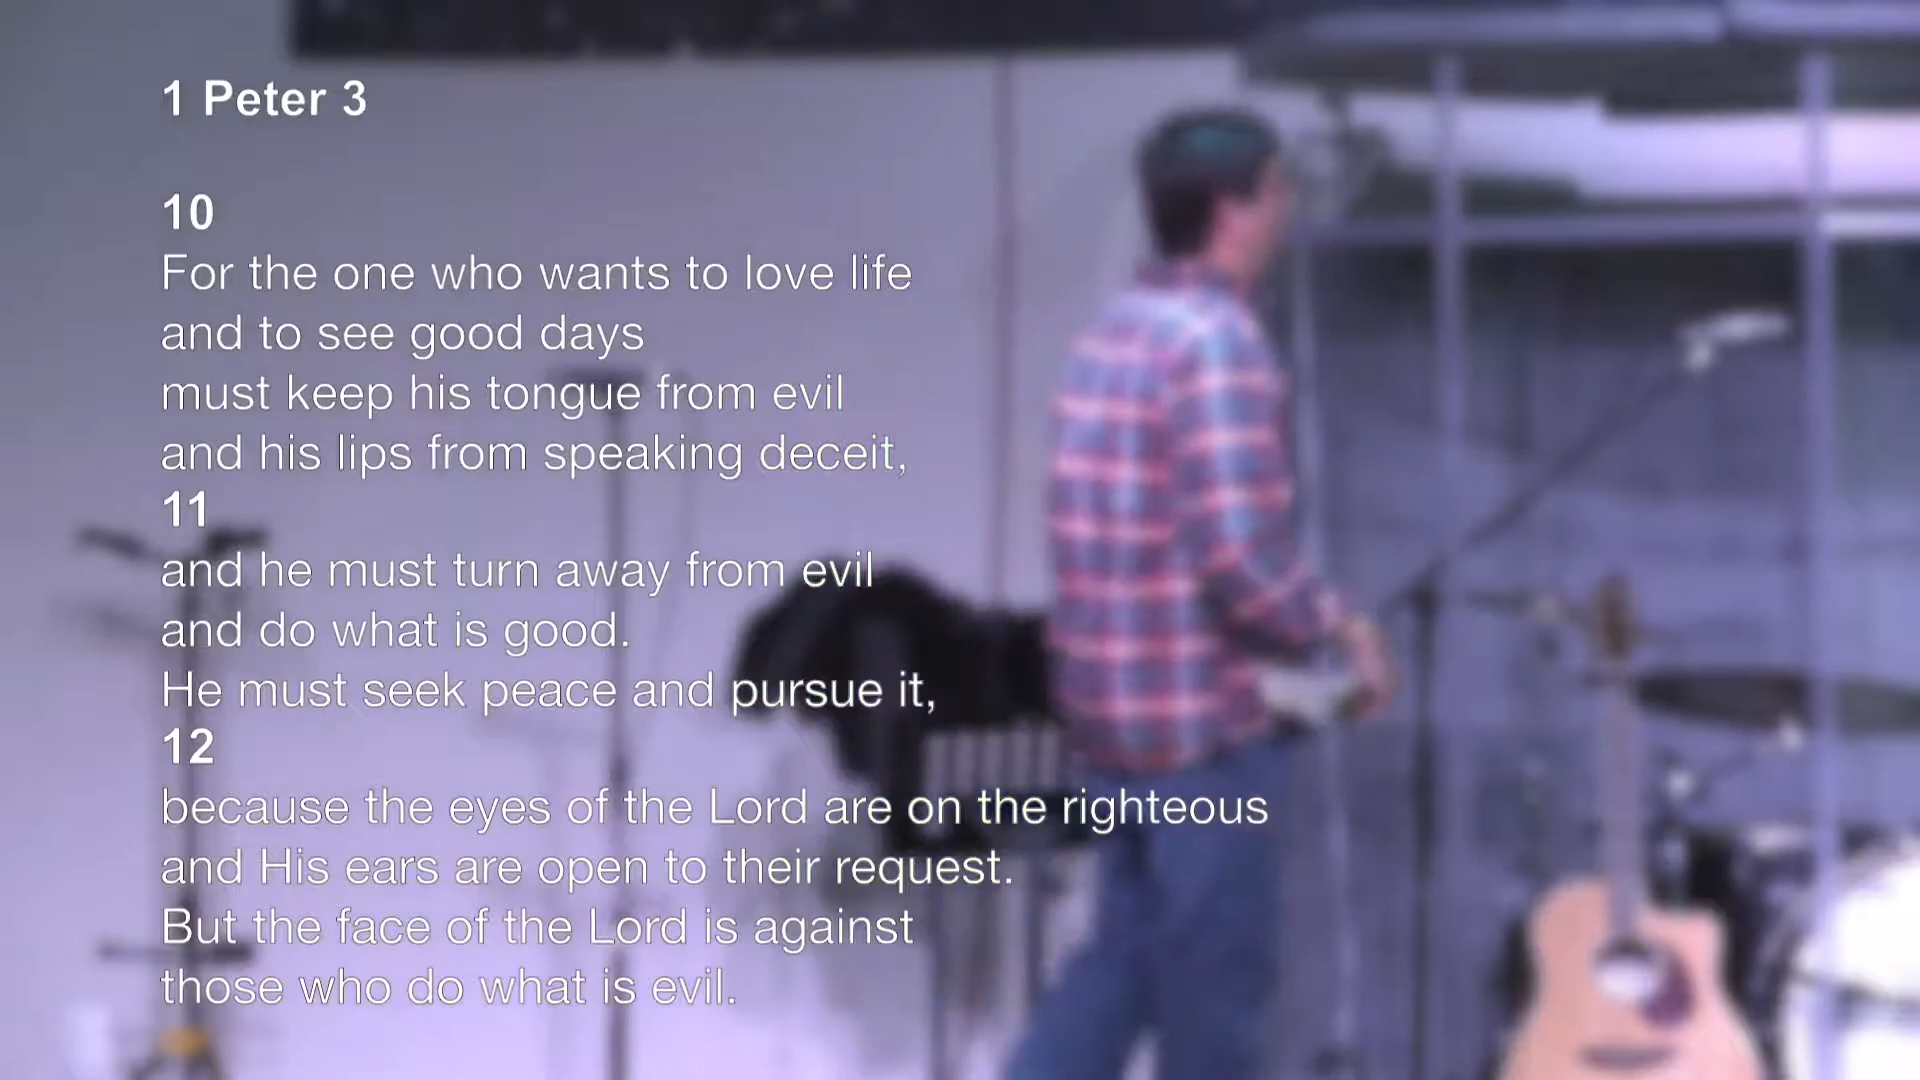 1 Peter 3
10
For the one who wants to love life
and to see good days
must keep his tongue from evil
and his lips from speaking deceit,
11
and he must turn away from evil
and do what is good.
He must seek peace and pursue it,
12
because the eyes of the Lord are on the righteous
and His ears are open to their request.
But the face of the Lord is against
those who do what is evil.